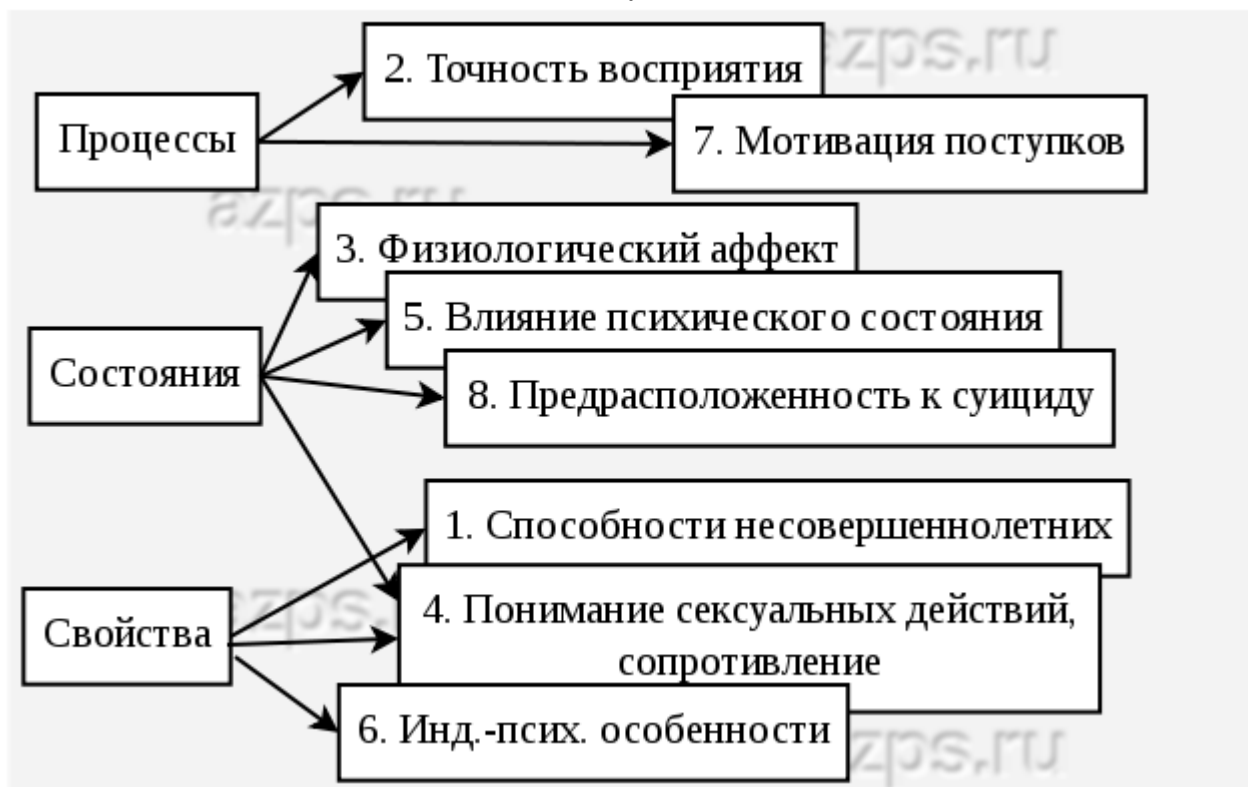 azps.ru
2. Точность восприятия
Процессы
7. Мотивация поступков
azps.ru
3. Физиологический аффект
5. Влияние психического состояния
Состояния
8. Предрасположенность к суициду
1. Способности несовершеннолетних
azps.
4. Понимание сексуальных действий,
сопротивление
Свойства
6. Инд.-псих. особенности
azps.ru